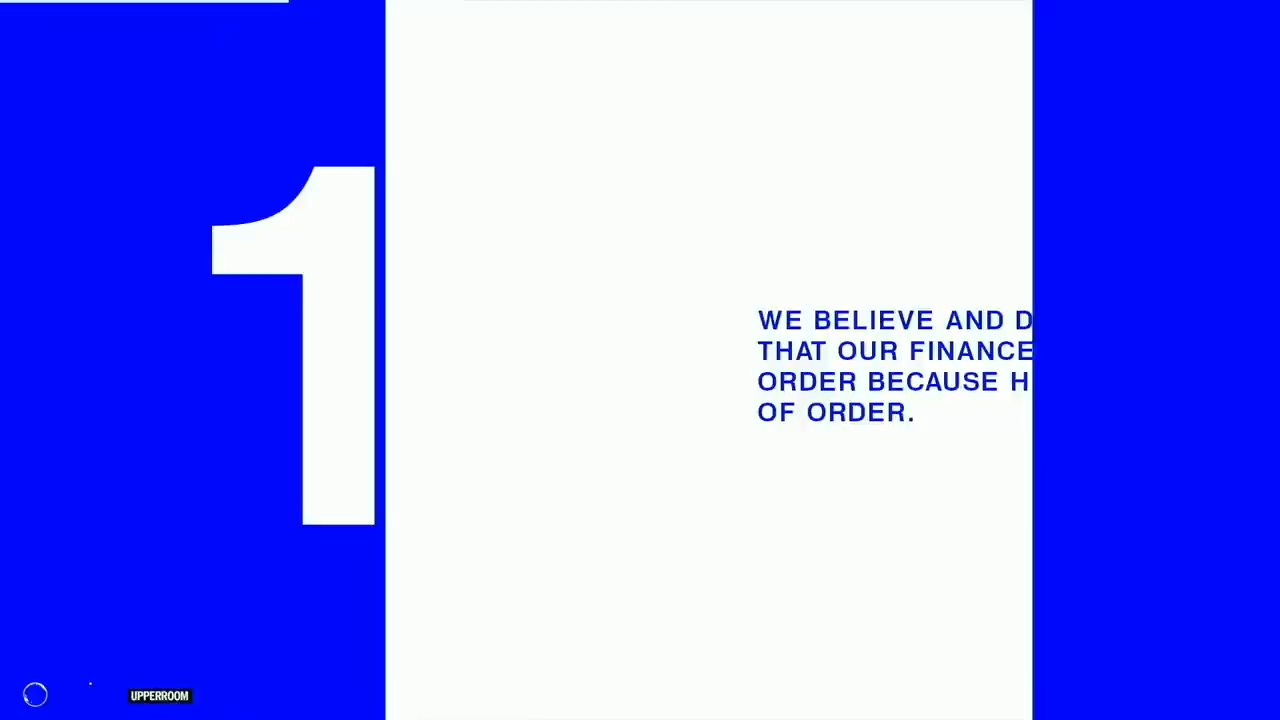 1
WE BELIEVE AND D
THAT OUR FINANCE
ORDER BECAUSE H
OF ORDER.
UPPERROOM